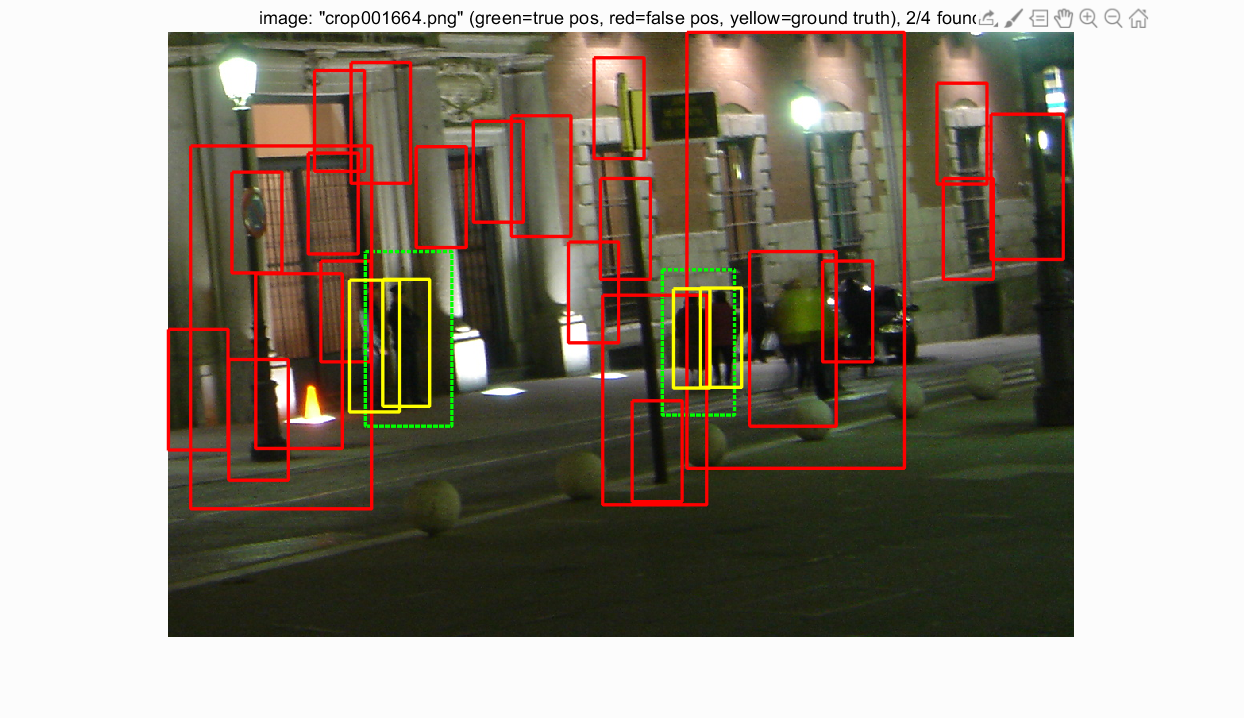 image: "crop001664.png" (green=true pos, red=false pos, yellow=ground truth), 2/4 found